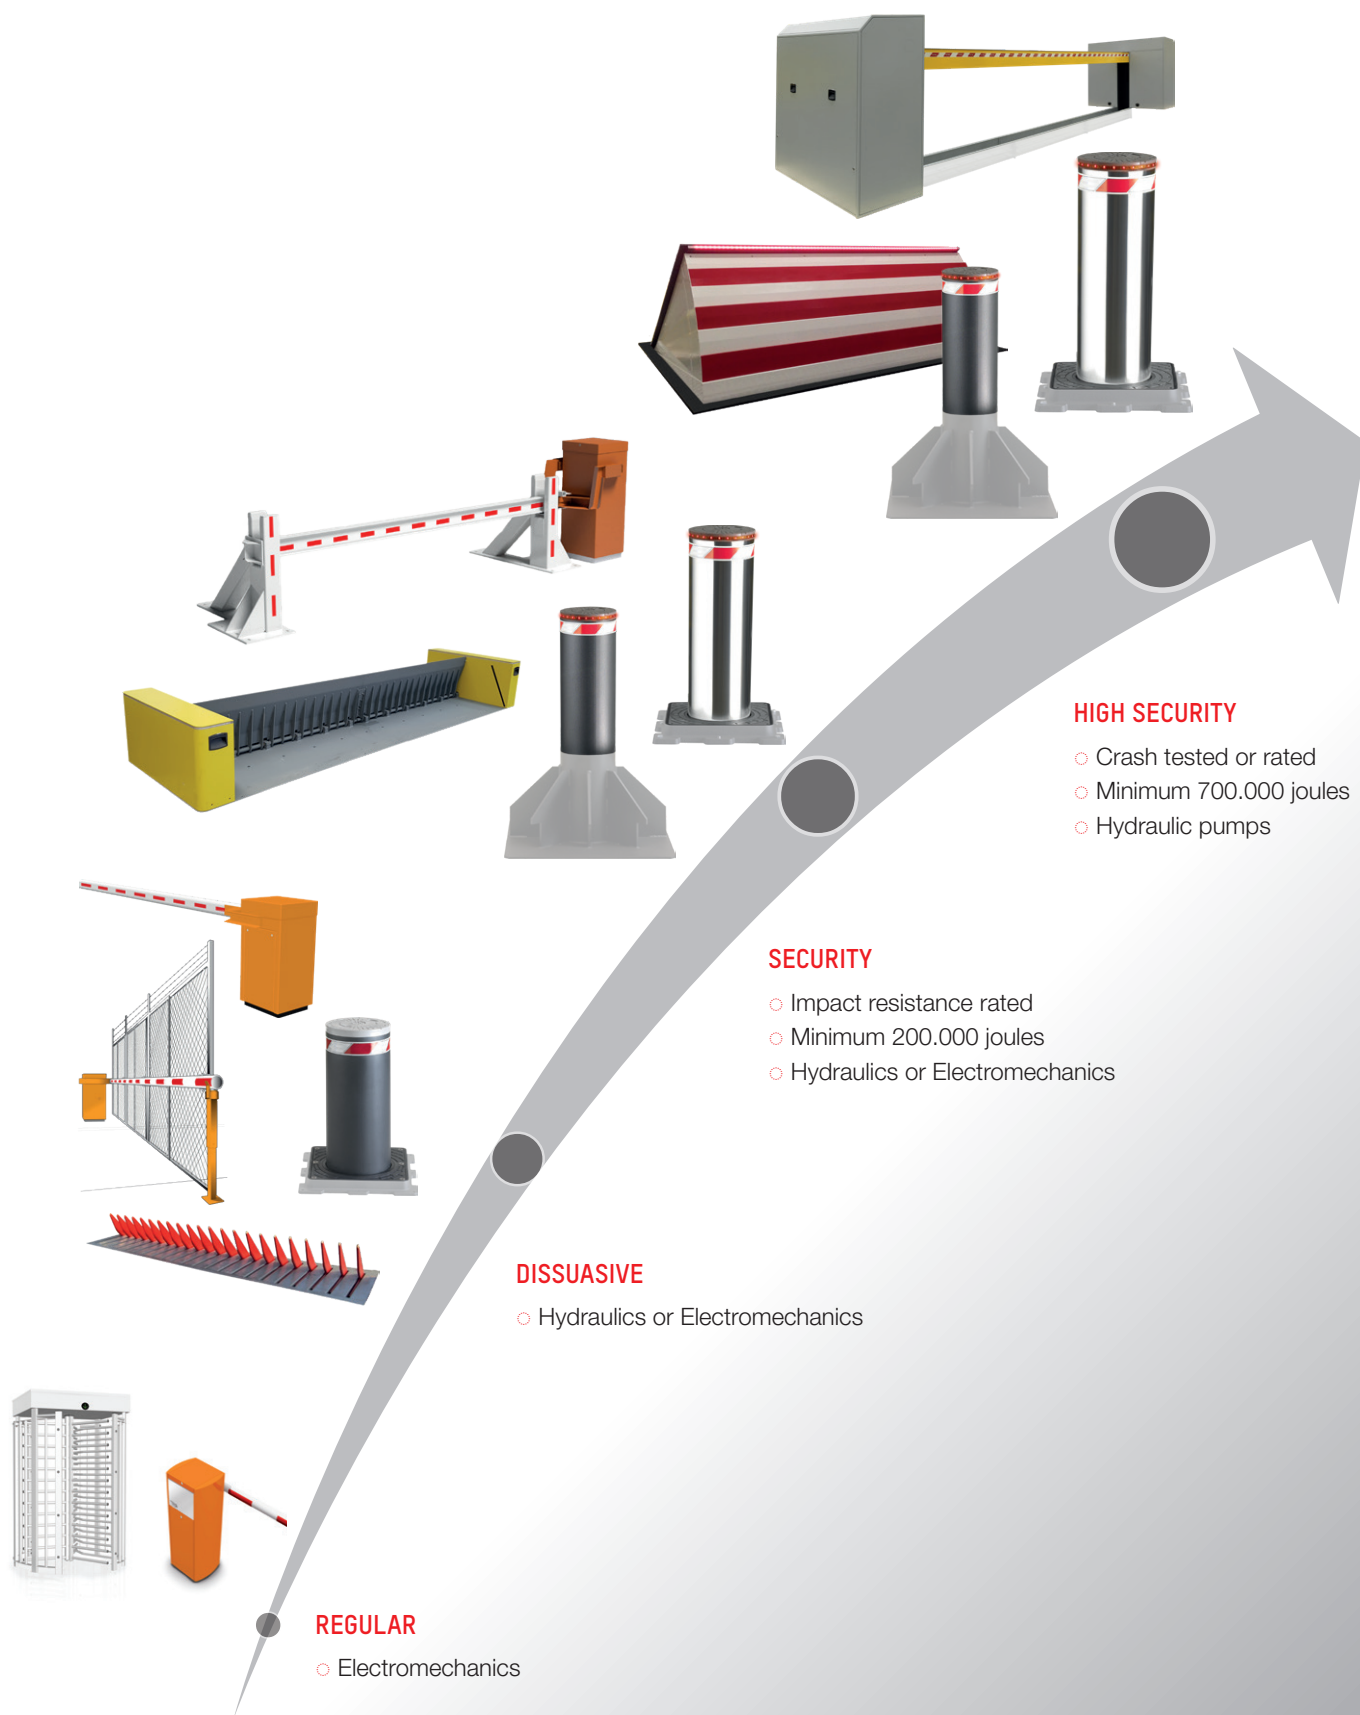 HIGH SECURITY
Crash tested or rated
Minimum 700.000 joules
Hydraulic pumps
SECURITY
Impact resistance rated
Minimum 200.000 joules
Hydraulics or Electromechanics
DISSUASIVE
Hydraulics or Electromechanics
REGULAR
Electromechanics